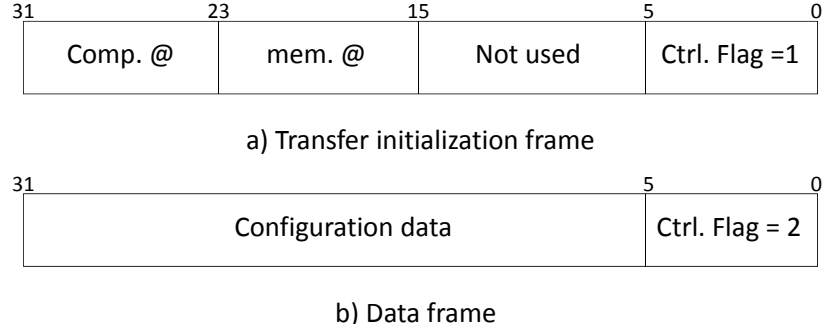 31 23 15 5 0
Comp. @ mem. @ Not used Ctrl. Flag =1
a) Transfer initialization frame
31 5 0
Configuration data Ctrl. Flag = 2
b) Data frame